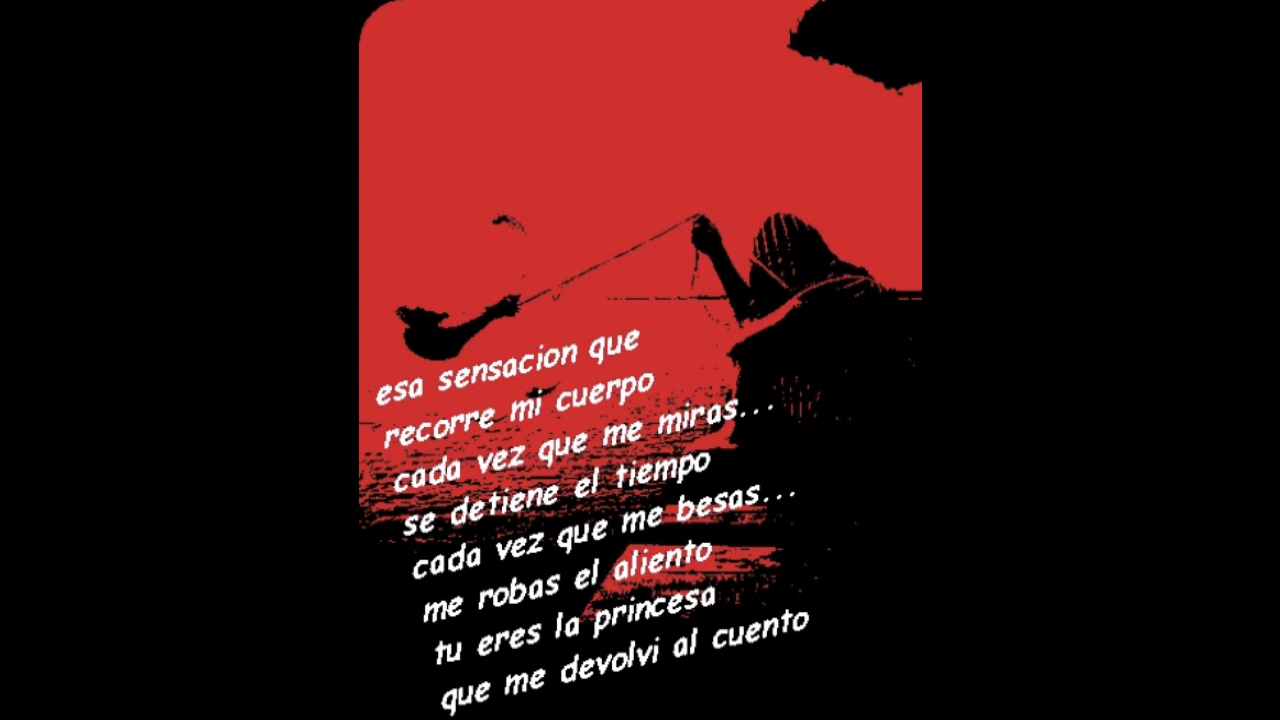 esa sensacion que
recorre mi cuerpo
cada vez que me miras...
se detiene el tiempo
cada vez que me besas...
me robas el aliento
tu eres la princesa
que me devolvi al cuento